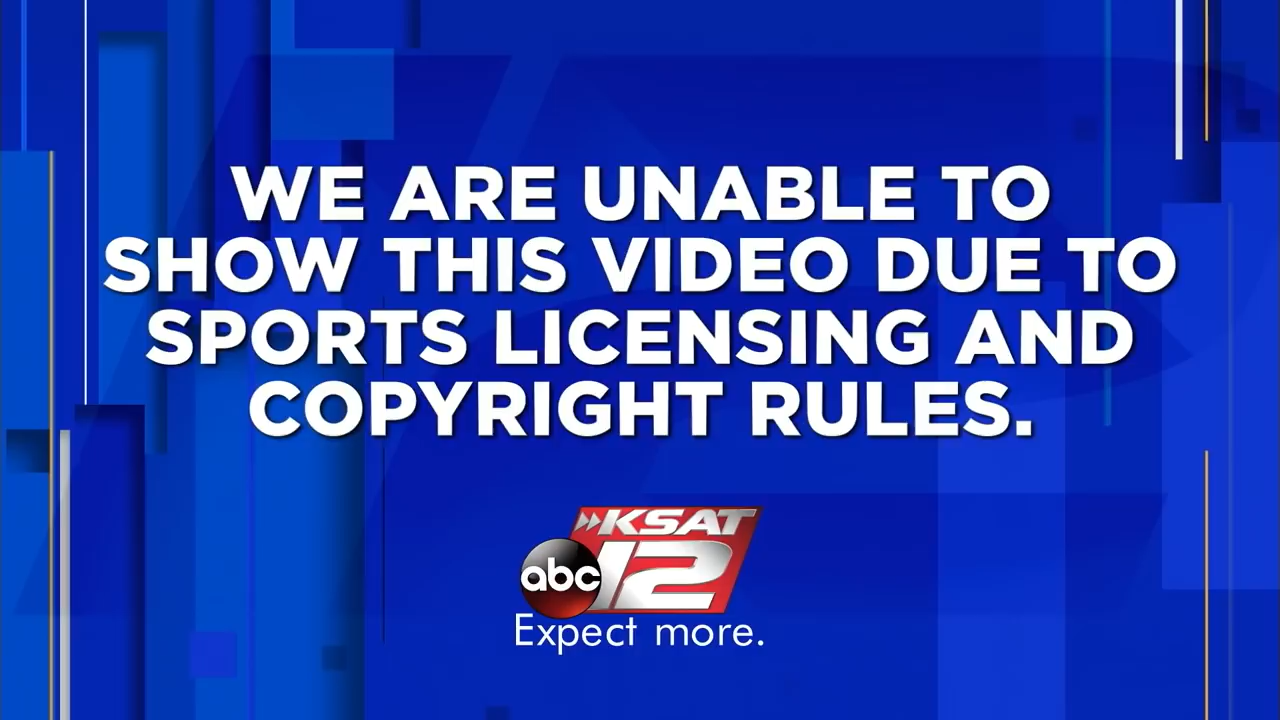 WE ARE UNABLE TO
SHOW THIS VIDEO DUE TO
SPORTS LICENSING AND
COPYRIGHT RULES.
KSAT
abc 12
Expect more.